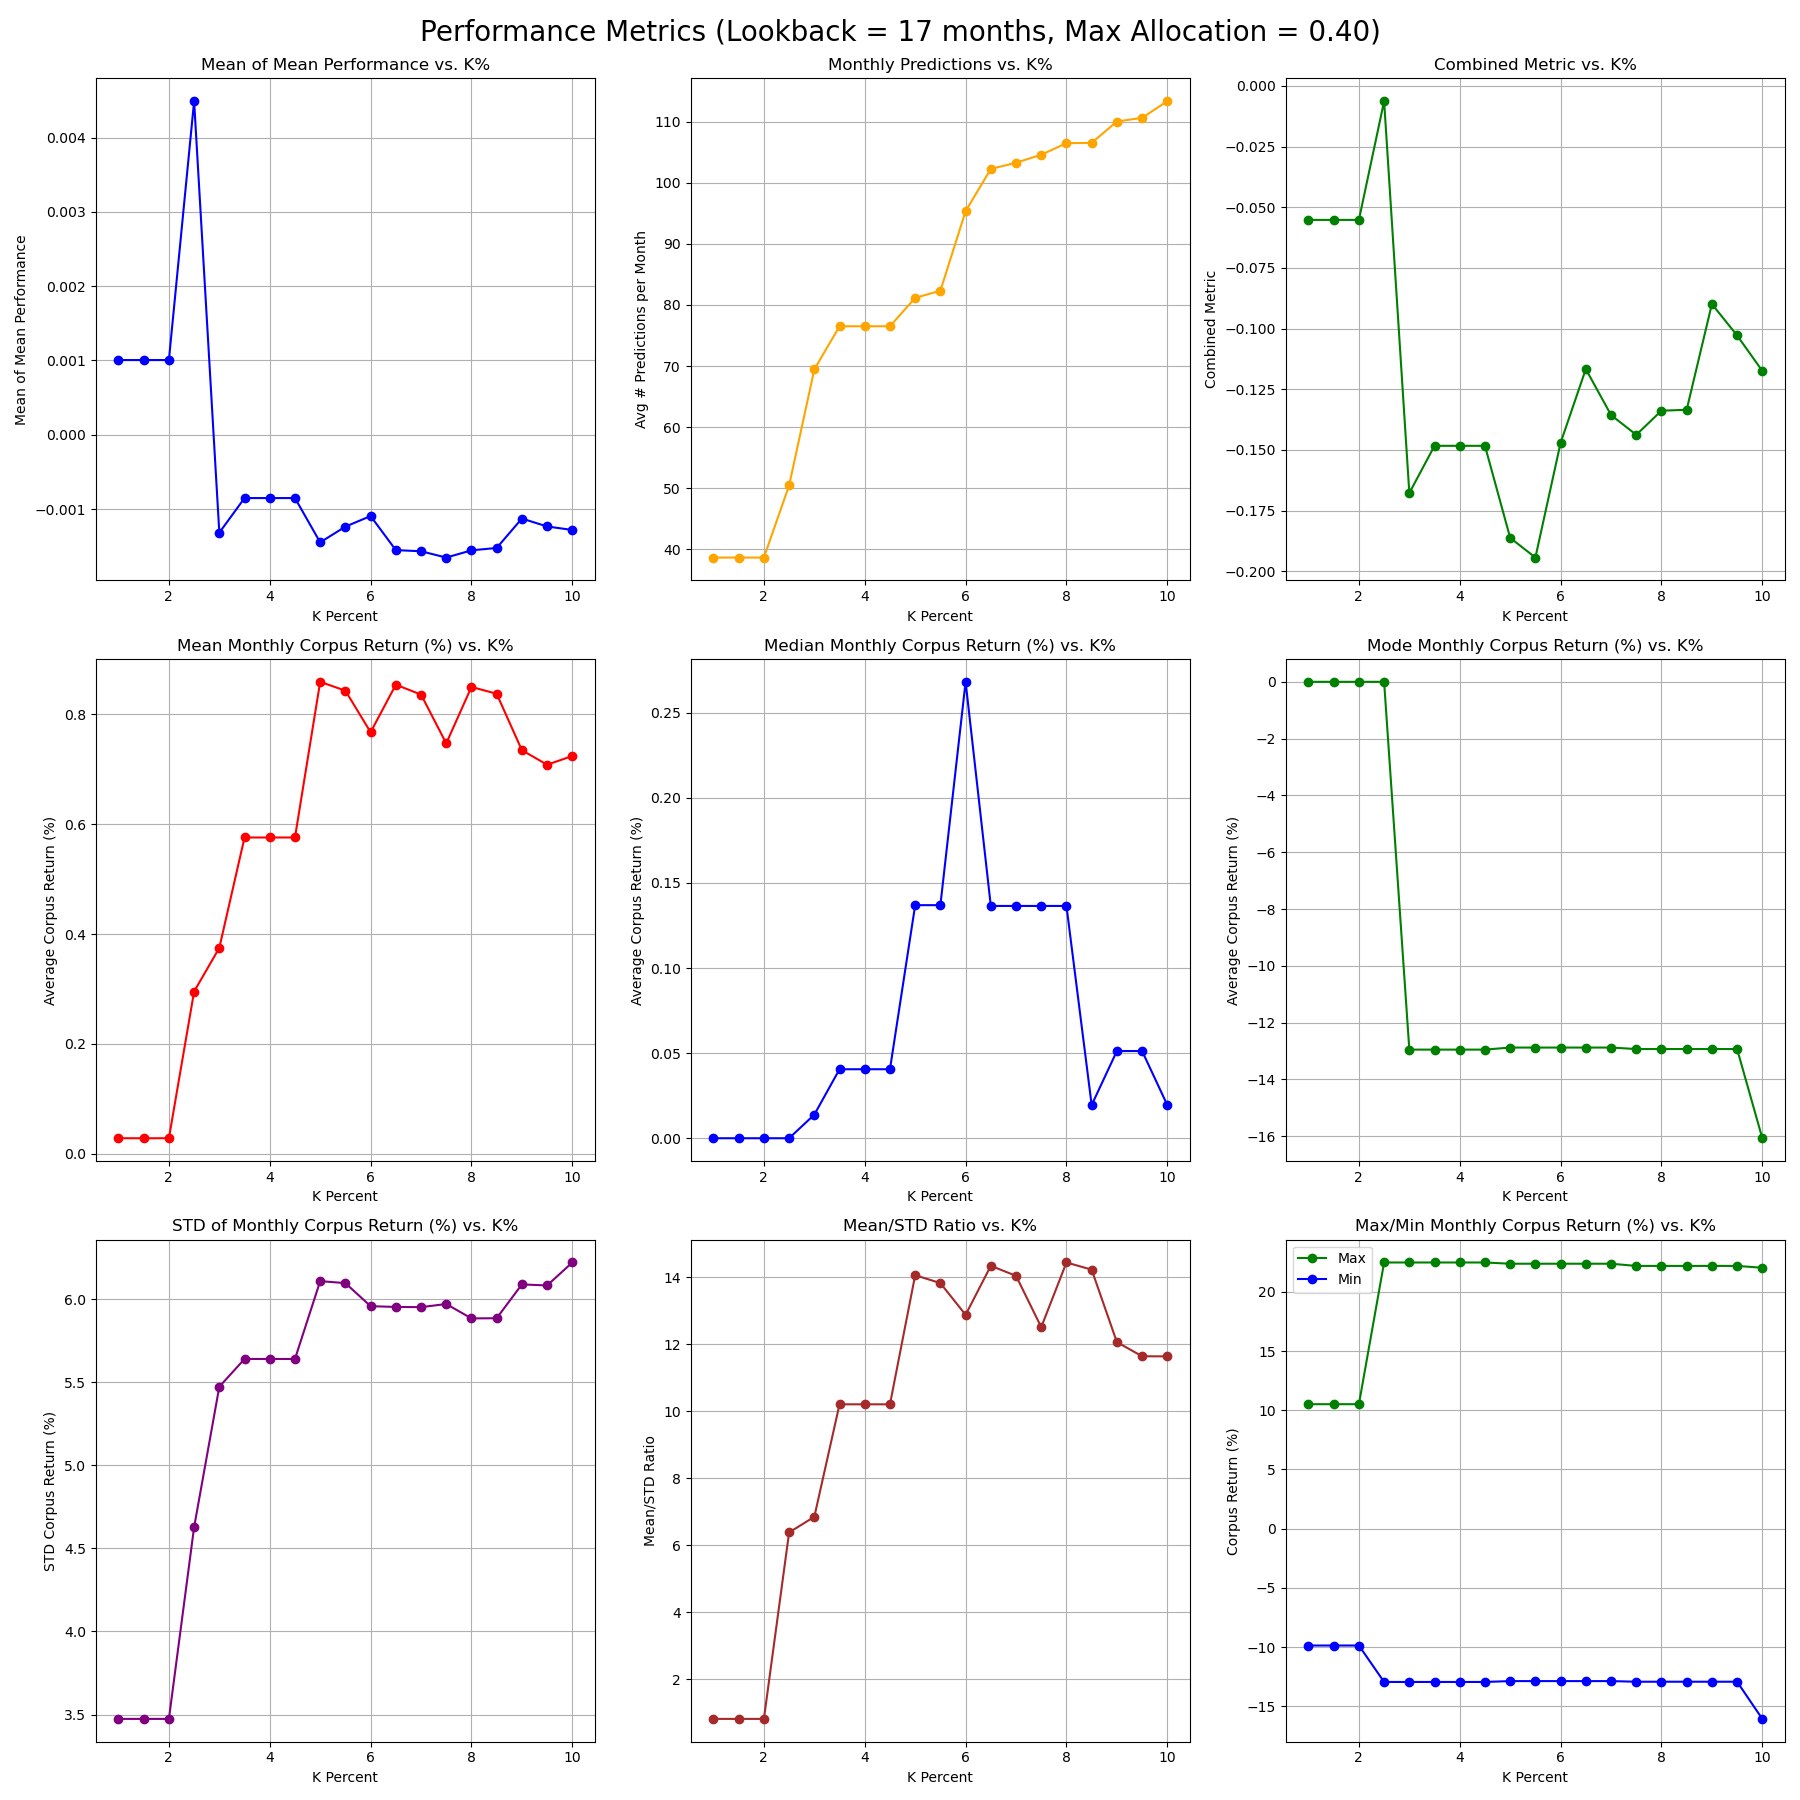 Performance Metrics (Lookback = 17 months, Max Allocation = 0.40)
Mean of Mean Performance vs. K%
Mean of Mean Performance
0.004
0.003
0.002
0.001
0.000
−0.001
2 4 6 8 10
K Percent
Monthly Predictions vs. K%
Avg # Predictions per Month
110
100
90
80
70
60
50
40
2 4 6 8 10
K Percent
Combined Metric vs. K%
Combined Metric
0.000
−0.025
−0.050
−0.075
−0.100
−0.125
−0.150
−0.175
−0.200
2 4 6 8 10
K Percent
Mean Monthly Corpus Return (%) vs. K%
Average Corpus Return (%)
0.8
0.6
0.4
0.2
0.0
2 4 6 8 10
K Percent
Median Monthly Corpus Return (%) vs. K%
Average Corpus Return (%)
0.25
0.20
0.15
0.10
0.05
0.00
2 4 6 8 10
K Percent
Mode Monthly Corpus Return (%) vs. K%
Average Corpus Return (%)
0
−2
−4
−6
−8
−10
−12
−14
−16
2 4 6 8 10
K Percent
STD of Monthly Corpus Return (%) vs. K%
STD Corpus Return (%)
6.0
5.5
5.0
4.5
4.0
3.5
2 4 6 8 10
K Percent
Mean/STD Ratio vs. K%
Mean/STD Ratio
14
12
10
8
6
4
2
2 4 6 8 10
K Percent
Max/Min Monthly Corpus Return (%) vs. K%
Max
Min
Corpus Return (%)
20
15
10
5
0
−5
−10
−15
2 4 6 8 10
K Percent